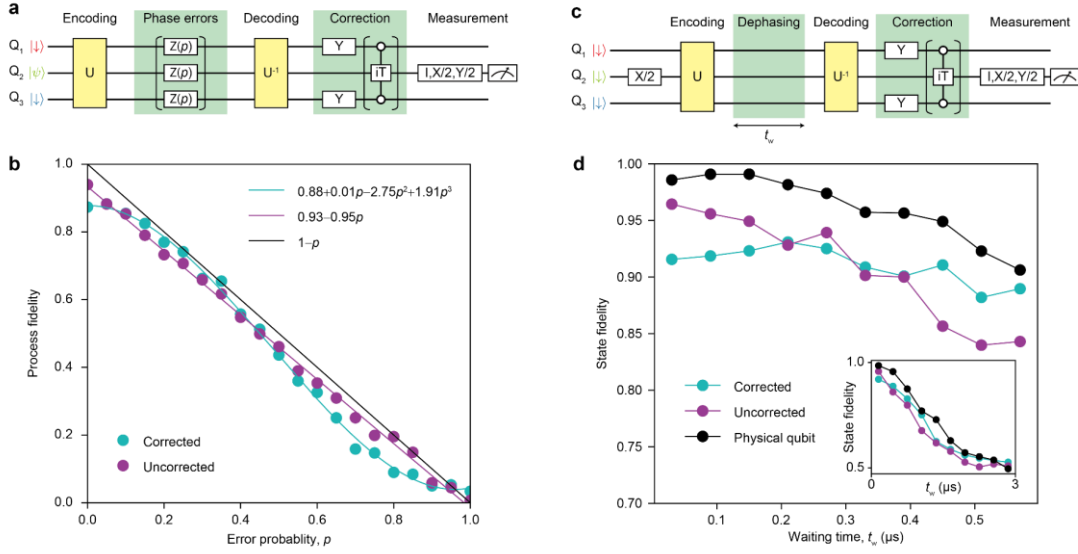 a
Encoding Phase errors Decoding Correction Measurement
Q1 |↓⟩ Z(p) Y
Q2 |ψ⟩ U Z(p) U-1 iT I,X/2,Y/2
Q3 |↓⟩ Z(p) Y
b
Process fidelity
1.0
0.8
0.6
0.4
0.2
0.0
0.88+0.01p–2.75p²+1.91p³
0.93–0.95p
1–p
Corrected
Uncorrected
0.0 0.2 0.4 0.6 0.8 1.0
Error probablity, p
c
Encoding Dephasing Decoding Correction Measurement
Q1 |↓⟩ Y
Q2 |↓⟩ X/2 U U-1 iT I,X/2,Y/2
Q3 |↓⟩ Y
tw
d
State fidelity
1.00
0.95
0.90
0.85
0.80
0.75
0.70
Corrected
Uncorrected
Physical qubit
State fidelity
1.0
0.5
0 3
tw (μs)
0.1 0.2 0.3 0.4 0.5
Waiting time, tw (μs)